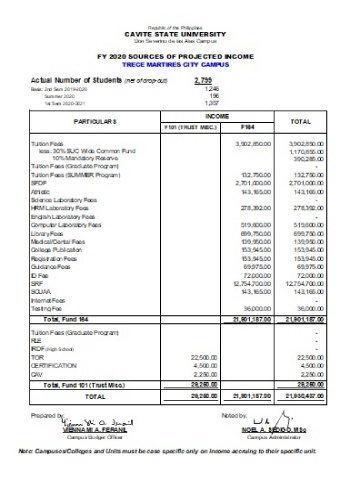 Republic of the Philippines
CAVITE STATE UNIVERSITY
Don Severino de las Alas Campus
FY 2020 SOURCES OF PROJECTED INCOME
TRECE MARTIRES CITY CAMPUS
Actual Number of Students (net of drop-out) 2,799
Basis: 2nd Sem 2019-2020 1,246
Summer 2020 196
1st Sem 2020-2021 1,357
PARTICULARS INCOME TOTAL
F101 (TRUST MISC.) F164
Tuition Fees 3,902,850.00 3,902,850.00
less: 30% SUC Wide Common Fund 1,170,855.00
10% Mandatory Reserve 390,285.00
Tuition Fees (Graduate Program) -
Tuition Fees (SUMMER Program) 132,750.00 132,750.00
SFDF 2,701,000.00 2,701,000.00
Athletic 143,165.00 143,165.00
Science Laboratory Fees -
HRM Laboratory Fees 278,392.00 278,392.00
English Laboratory Fees -
Computer Laboratory Fees 519,600.00 519,600.00
Library Fees 699,750.00 699,750.00
Medical/Dental Fees 139,950.00 139,950.00
College Publication 153,945.00 153,945.00
Registration Fees 153,945.00 153,945.00
Guidance Fees 69,975.00 69,975.00
ID Fee 72,000.00 72,000.00
SRF 12,754,700.00 12,754,700.00
SCUAA 143,165.00 143,165.00
Internet Fees -
Testing Fee 36,000.00 36,000.00
Total, Fund 164 21,901,187.00 21,901,187.00
Tuition Fees (Graduate Program) -
RLE -
IRDF (High School) -
TOR 22,500.00 22,500.00
CERTIFICATION 4,500.00 4,500.00
CAV 2,250.00 2,250.00
Total, Fund 101 (Trust Misc.) 29,250.00 29,250.00
TOTAL 29,250.00 21,901,187.00 21,930,437.00
Prepared by: Noted by:
VIENNA MI A. FERANIL NOEL A. SEDIGO, MSc
Campus Budget Officer Campus Administrator
Note: Campuses/Colleges and Units must be case specific only on income accruing to their specific unit.